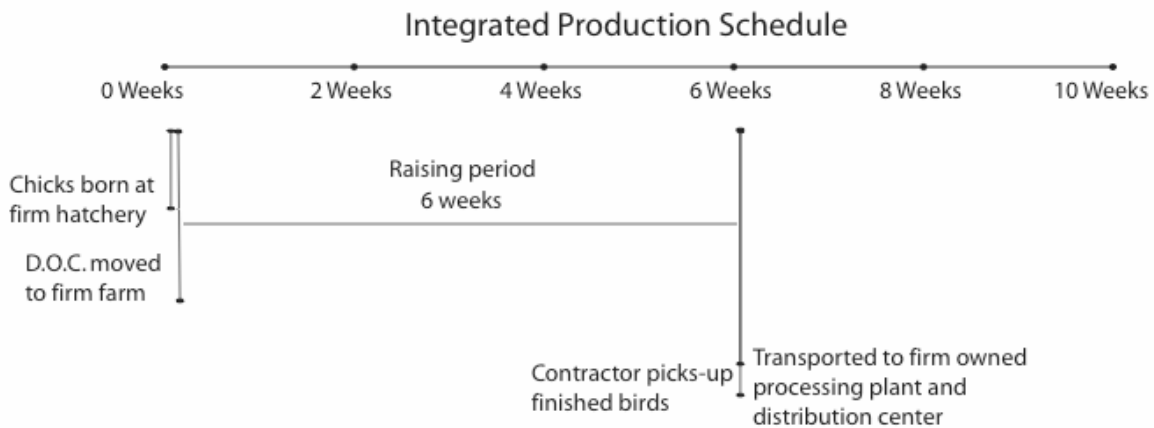 Integrated Production Schedule
0 Weeks
2 Weeks
4 Weeks
6 Weeks
8 Weeks
10 Weeks
Chicks born at
firm hatchery
Raising period
6 weeks
D.O.C. moved
to firm farm
Contractor picks-up
finished birds
Transported to firm owned
processing plant and
distribution center